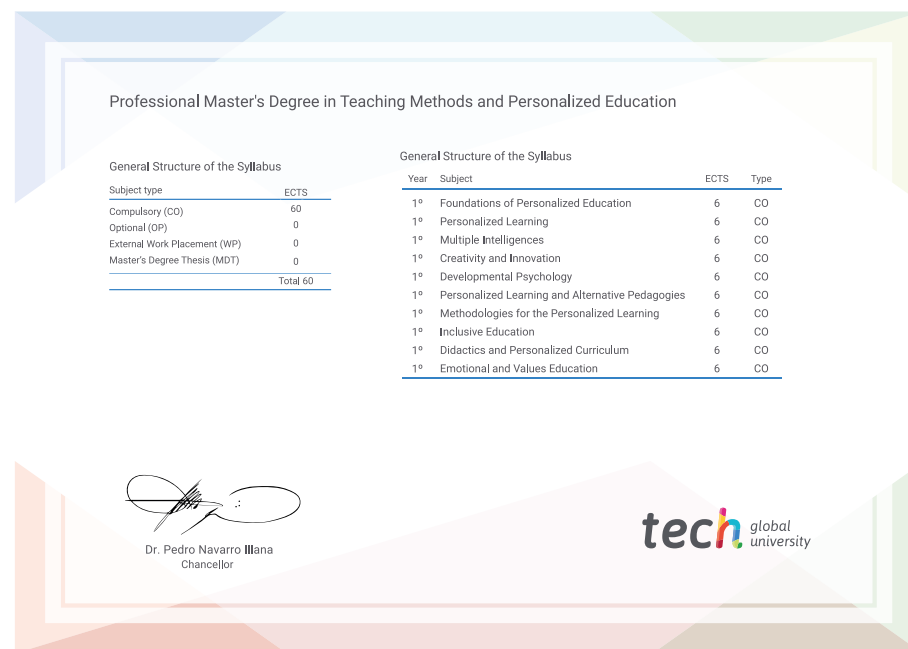 Professional Master's Degree in Teaching Methods and Personalized Education
General Structure of the Syllabus
Subject type ECTS
Compulsory (CO) 60
Optional (OP) 0
External Work Placement (WP) 0
Master's Degree Thesis (MDT) 0
Total 60
General Structure of the Syllabus
Year Subject ECTS Type
1º Foundations of Personalized Education 6 CO
1º Personalized Learning 6 CO
1º Multiple Intelligences 6 CO
1º Creativity and Innovation 6 CO
1º Developmental Psychology 6 CO
1º Personalized Learning and Alternative Pedagogies 6 CO
1º Methodologies for the Personalized Learning 6 CO
1º Inclusive Education 6 CO
1º Didactics and Personalized Curriculum 6 CO
1º Emotional and Values Education 6 CO
Dr. Pedro Navarro Illana
Chancellor
tech global
university